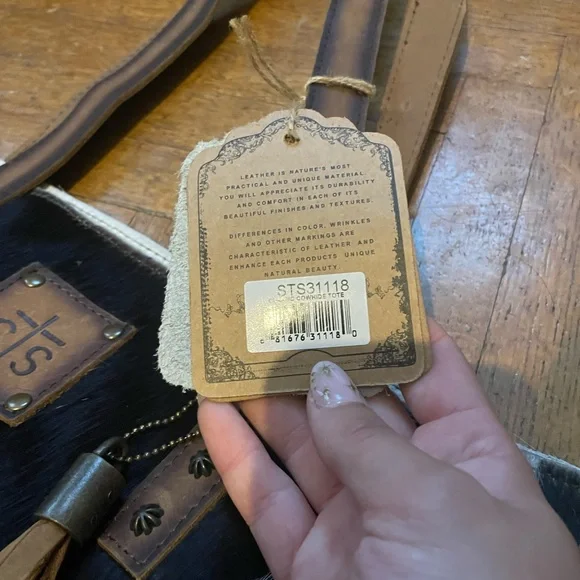 LEATHER IS NATURE'S MOST
PRACTICAL AND UNIQUE MATERIAL
YOU WILL APPRECIATE ITS DURABILITY
AND COMFORT IN EACH OF ITS
BEAUTIFUL FINISHES AND TEXTURES.
DIFFERENCES IN COLOR, WRINKLES
AND OTHER MARKINGS ARE
CHARACTERISTIC OF LEATHER AND
ENHANCE EACH PRODUCTS UNIQUE
NATURAL BEAUTY.
STS31118
COWHIDE TOTE
81676 31118 0
STS